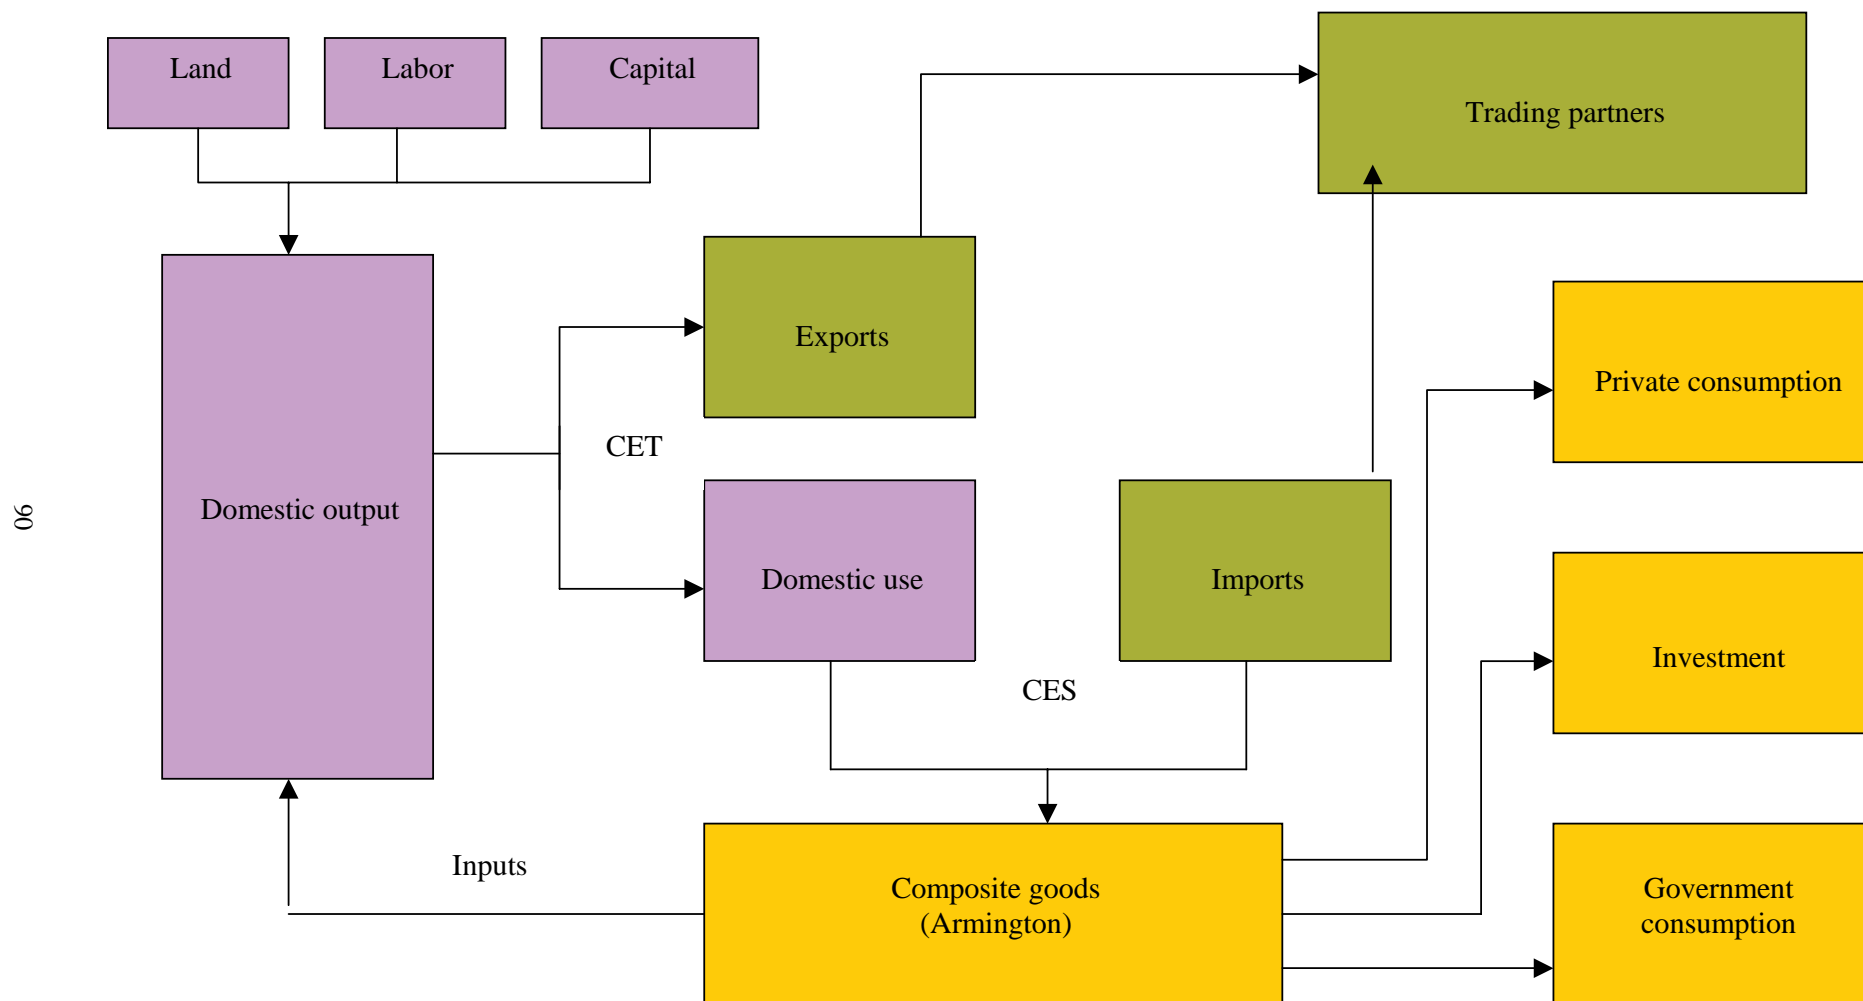 Land
Labor
Capital
Trading partners
Exports
Private consumption
CET
Domestic output
90
Domestic use
Imports
Investment
CES
Inputs
Composite goods
(Armington)
Government
consumption